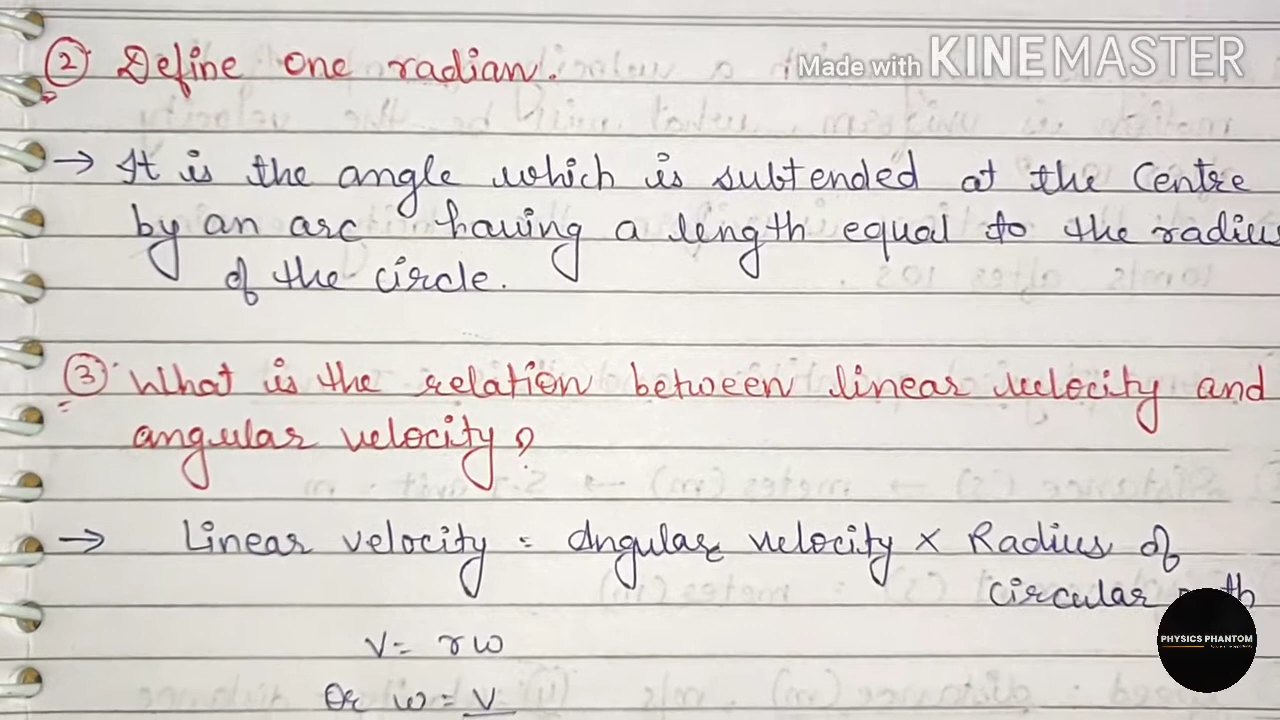 ② Define one radian.
Made with KINEMASTER
→ It is the angle which is subtended at the Centre
by an arc having a length equal to the radius
of the circle.
③ What is the relation between linear velocity and
angular velocity?
→ Linear velocity = Angular velocity × Radius of
circular
v = rω
Or ω = v
PHYSICS PHANTOM